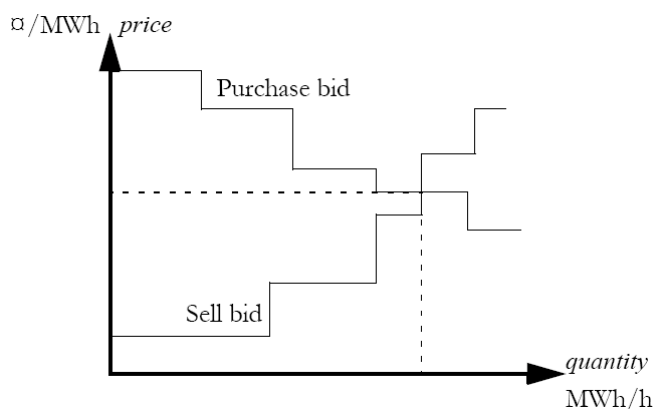 ¤/MWh price
Purchase bid
Sell bid
quantity
MWh/h